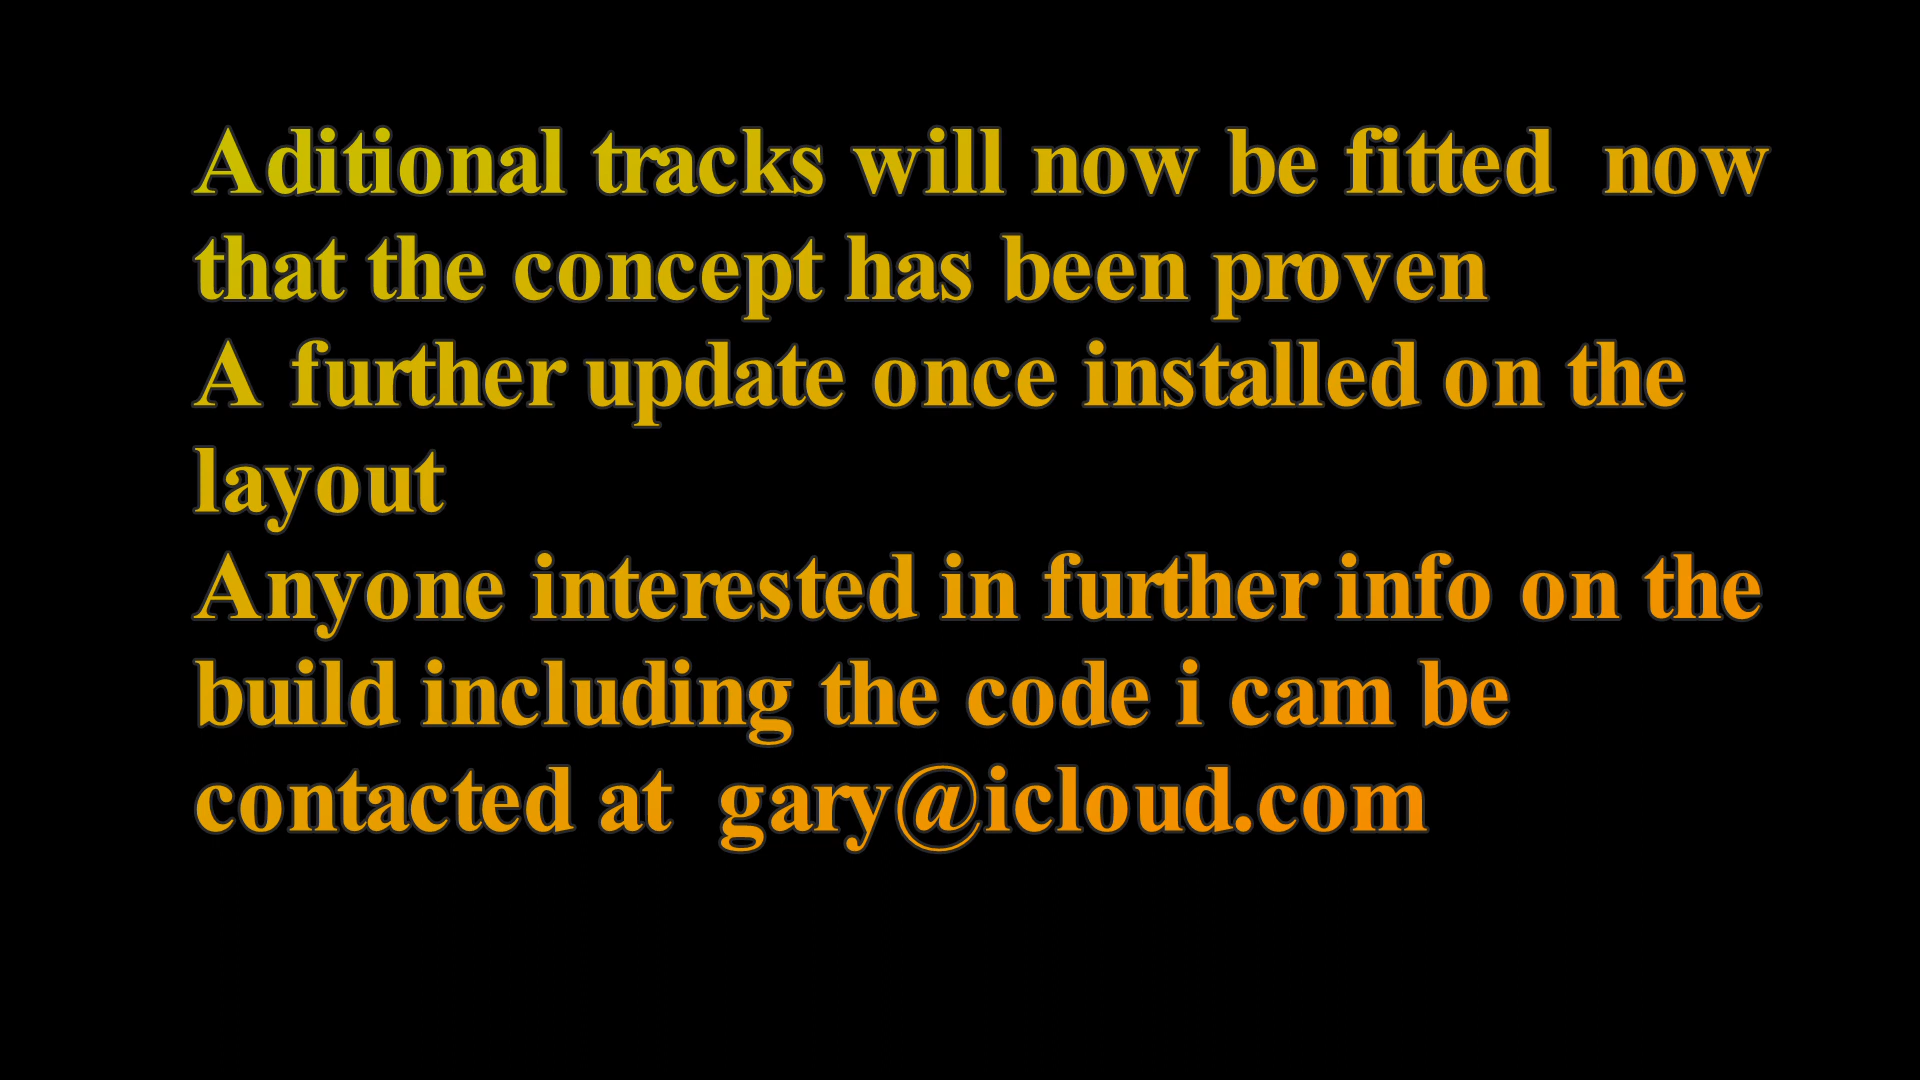 Aditional tracks will now be fitted  now
that the concept has been proven
A further update once installed on the
layout
Anyone interested in further info on the
build including the code i cam be
contacted at  gary@icloud.com